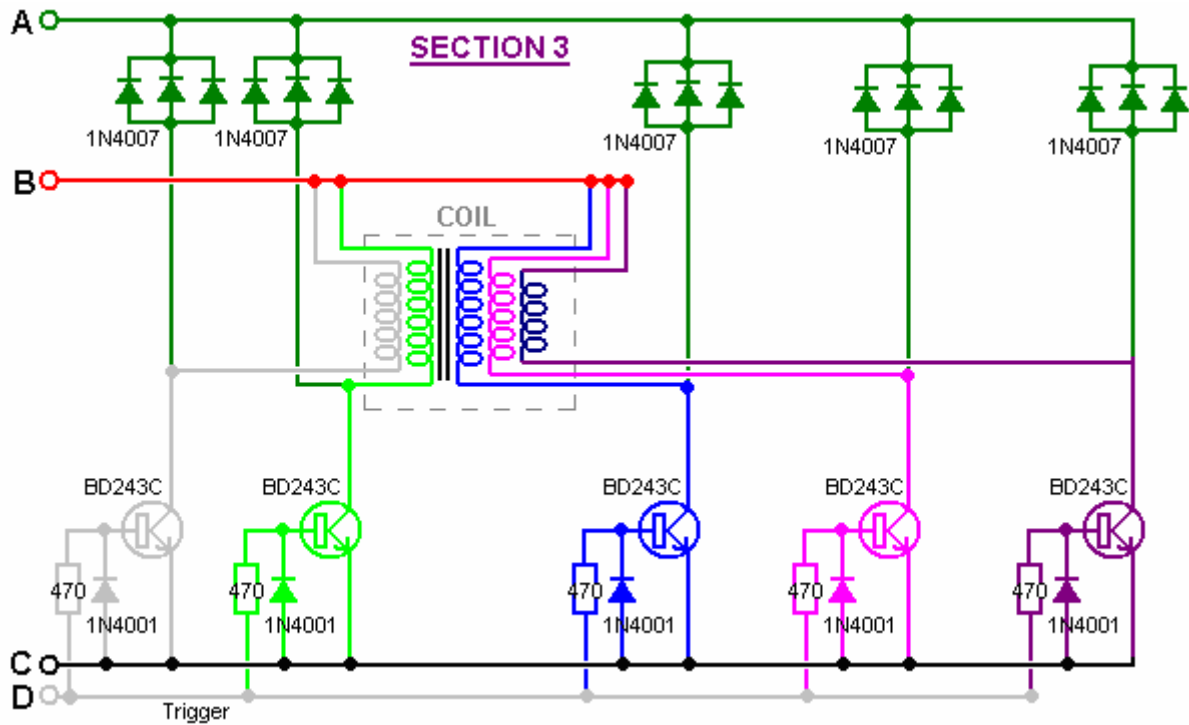 A
SECTION 3
1N4007 1N4007 1N4007 1N4007 1N4007
B
COIL
BD243C BD243C BD243C BD243C BD243C
470 470 470 470 470
1N4001 1N4001 1N4001 1N4001 1N4001
C
D
Trigger